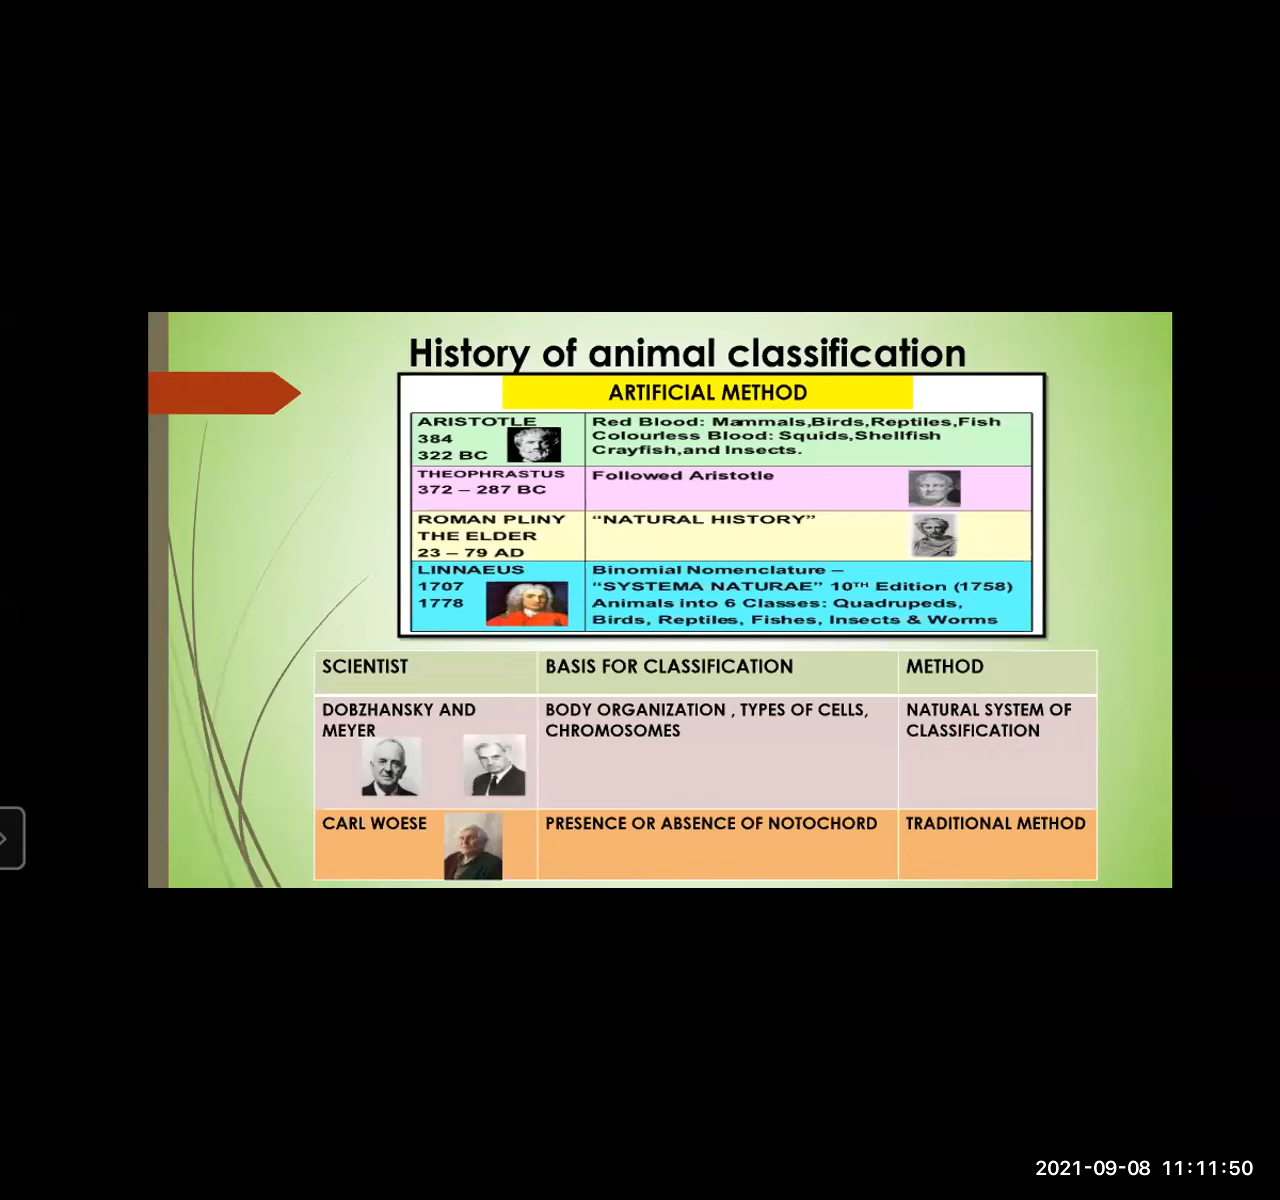 History of animal classification
ARTIFICIAL METHOD
ARISTOTLE
384
322 BC
Red Blood: Mammals,Birds,Reptiles,Fish
Colourless Blood: Squids,Shellfish
Crayfish,and Insects.
THEOPHRASTUS
372 – 287 BC
Followed Aristotle
ROMAN PLINY
THE ELDER
23 – 79 AD
“NATURAL HISTORY”
LINNAEUS
1707
1778
Binomial Nomenclature –
“SYSTEMA NATURAE” 10TH Edition (1758)
Animals into 6 Classes: Quadrupeds,
Birds, Reptiles, Fishes, Insects & Worms
SCIENTIST
BASIS FOR CLASSIFICATION
METHOD
DOBZHANSKY AND
MEYER
BODY ORGANIZATION , TYPES OF CELLS,
CHROMOSOMES
NATURAL SYSTEM OF
CLASSIFICATION
CARL WOESE
PRESENCE OR ABSENCE OF NOTOCHORD
TRADITIONAL METHOD
2021-09-08 11:11:50